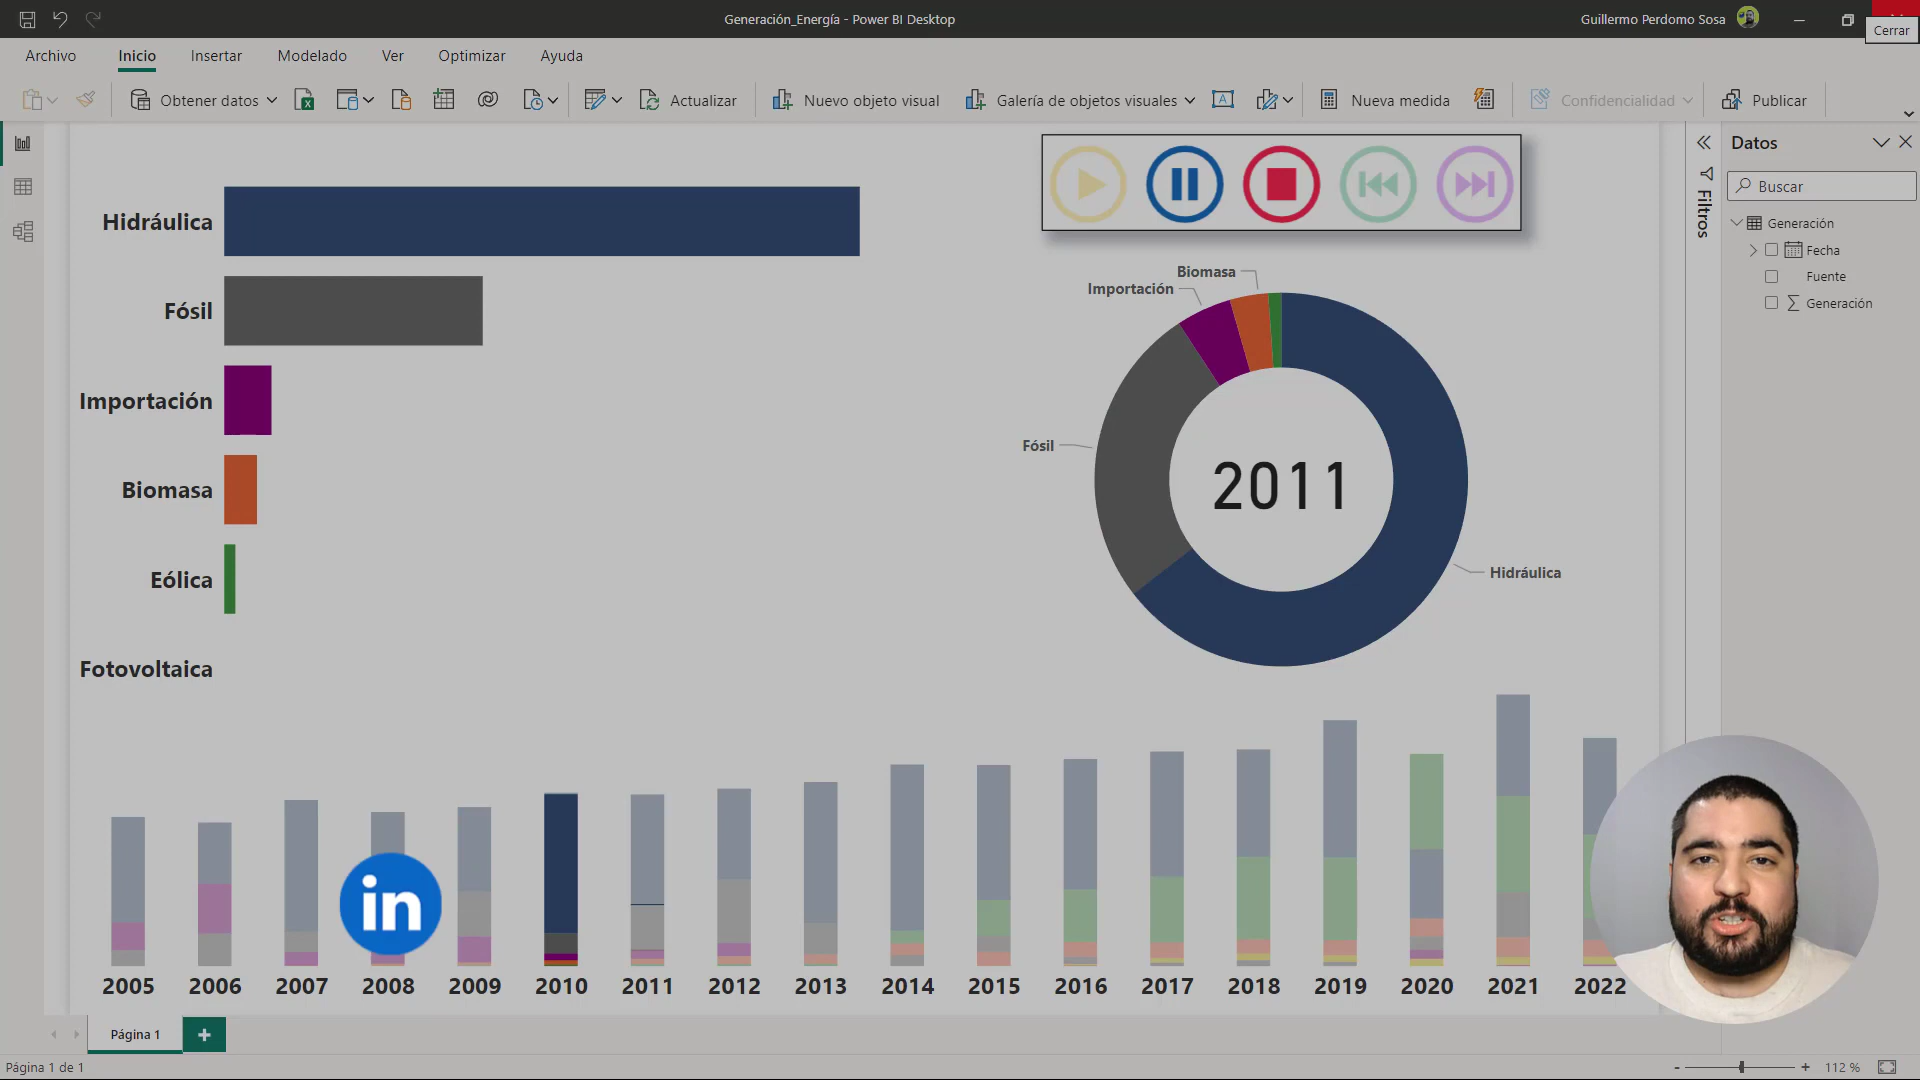 Generación_Energía - Power BI Desktop
Guillermo Perdomo Sosa
Cerrar
Archivo
Inicio
Insertar
Modelado
Ver
Optimizar
Ayuda
Obtener datos
Actualizar
Nuevo objeto visual
Galería de objetos visuales
Nueva medida
Confidencialidad
Publicar
Filtros
Datos
Buscar
Generación
Fecha
Fuente
Generación
Hidráulica
Fósil
Importación
Biomasa
Eólica
Fotovoltaica
Biomasa
Importación
Fósil
2011
Hidráulica
in
2005 2006 2007 2008 2009 2010 2011 2012 2013 2014 2015 2016 2017 2018 2019 2020 2021 2022
Página 1
Página 1 de 1
112 %